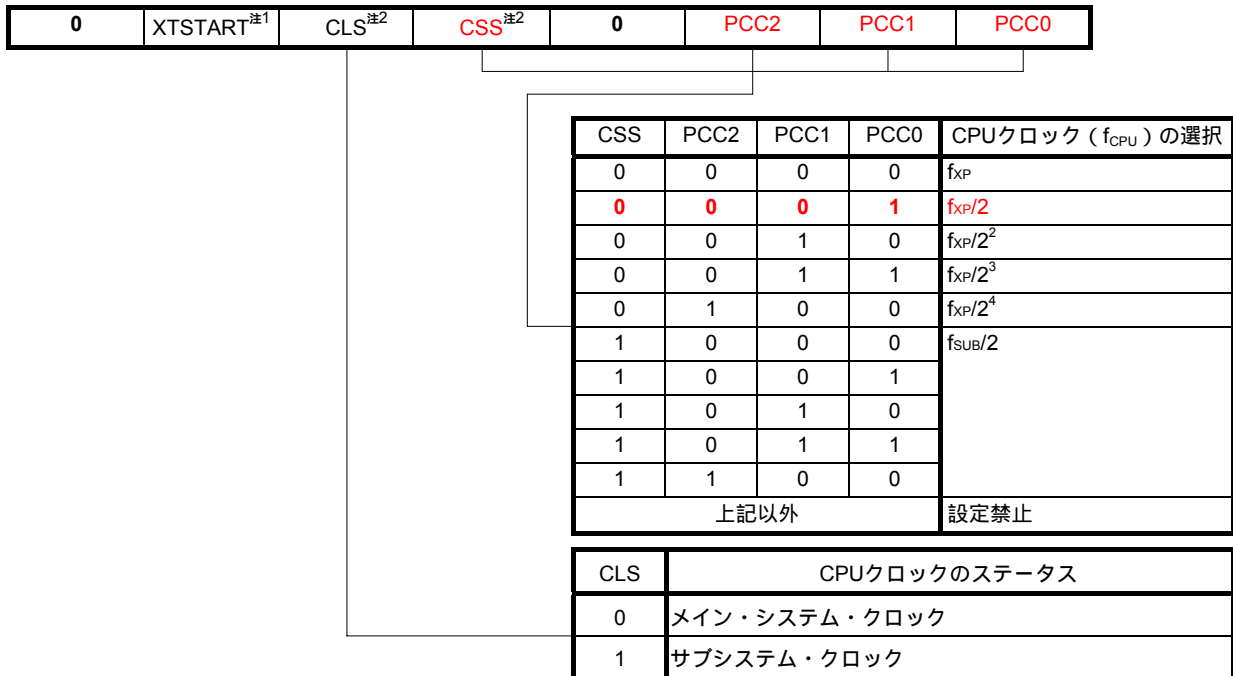 0 XTSTART注1 CLS注2 CSS注2 0 PCC2 PCC1 PCC0
CSS PCC2 PCC1 PCC0 CPUクロック（fCPU）の選択
0 0 0 0 fXP
0 0 0 1 fXP/2
0 0 1 0 fXP/2²
0 0 1 1 fXP/2³
0 1 0 0 fXP/2⁴
1 0 0 0 fSUB/2
1 0 0 1
1 0 1 0
1 0 1 1
1 1 0 0
上記以外 設定禁止
CLS CPUクロックのステータス
0 メイン・システム・クロック
1 サブシステム・クロック